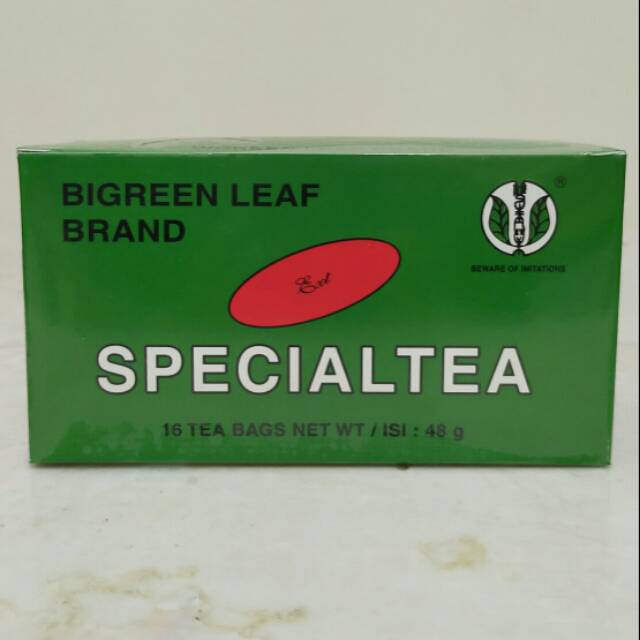 BIGREEN LEAF
BRAND
®
BEWARE OF IMITATIONS
SPECIALTEA
16 TEA BAGS NET WT / ISI : 48 g